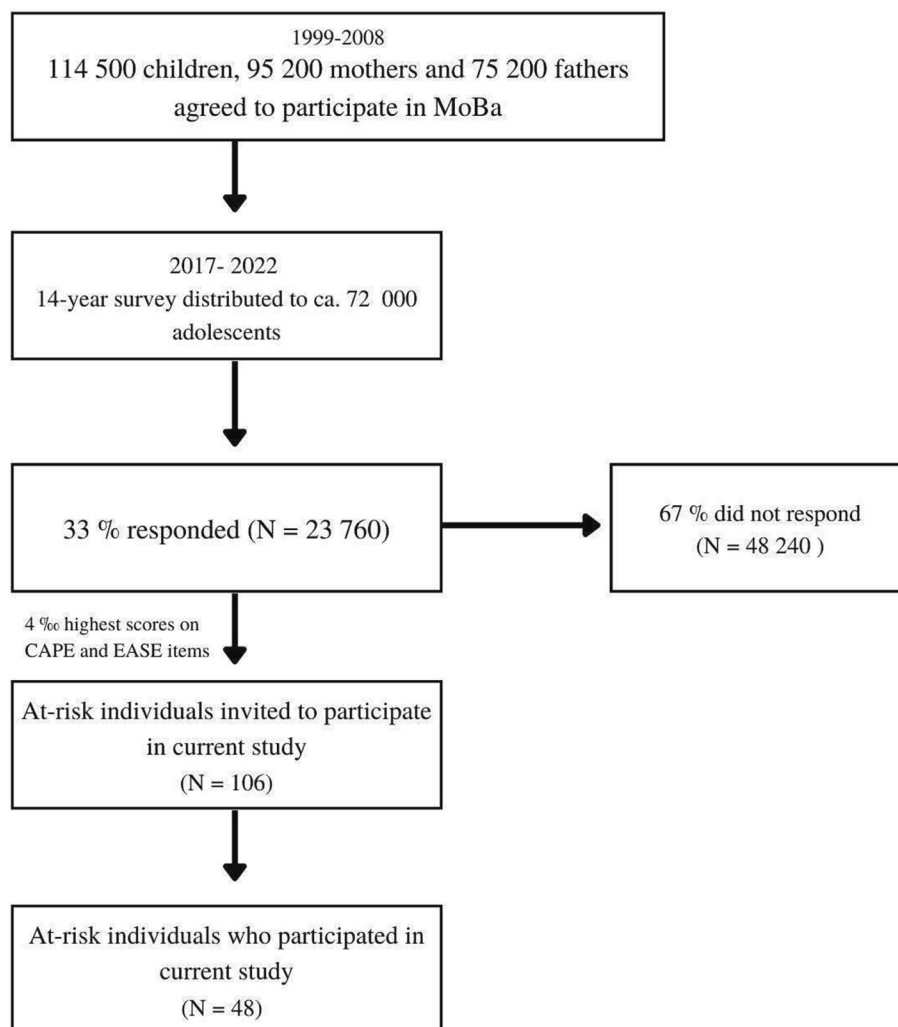 1999-2008
114 500 children, 95 200 mothers and 75 200 fathers
agreed to participate in MoBa
2017- 2022
14-year survey distributed to ca. 72 000
adolescents
33 % responded (N = 23 760)
67 % did not respond
(N = 48 240 )
4 ‰ highest scores on
CAPE and EASE items
At-risk individuals invited to participate
in current study
(N = 106)
At-risk individuals who participated in
current study
(N = 48)